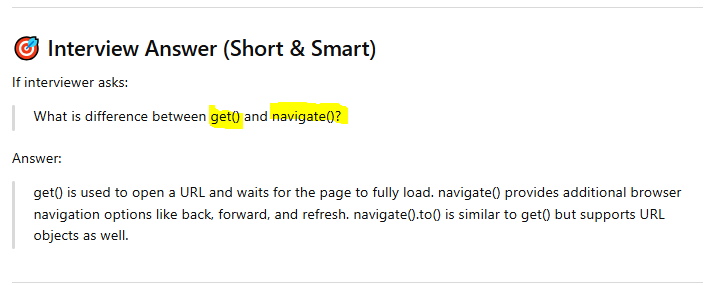 🎯 Interview Answer (Short & Smart)
If interviewer asks:
What is difference between get() and navigate()?
Answer:
get() is used to open a URL and waits for the page to fully load. navigate() provides additional browser
navigation options like back, forward, and refresh. navigate().to() is similar to get() but supports URL
objects as well.